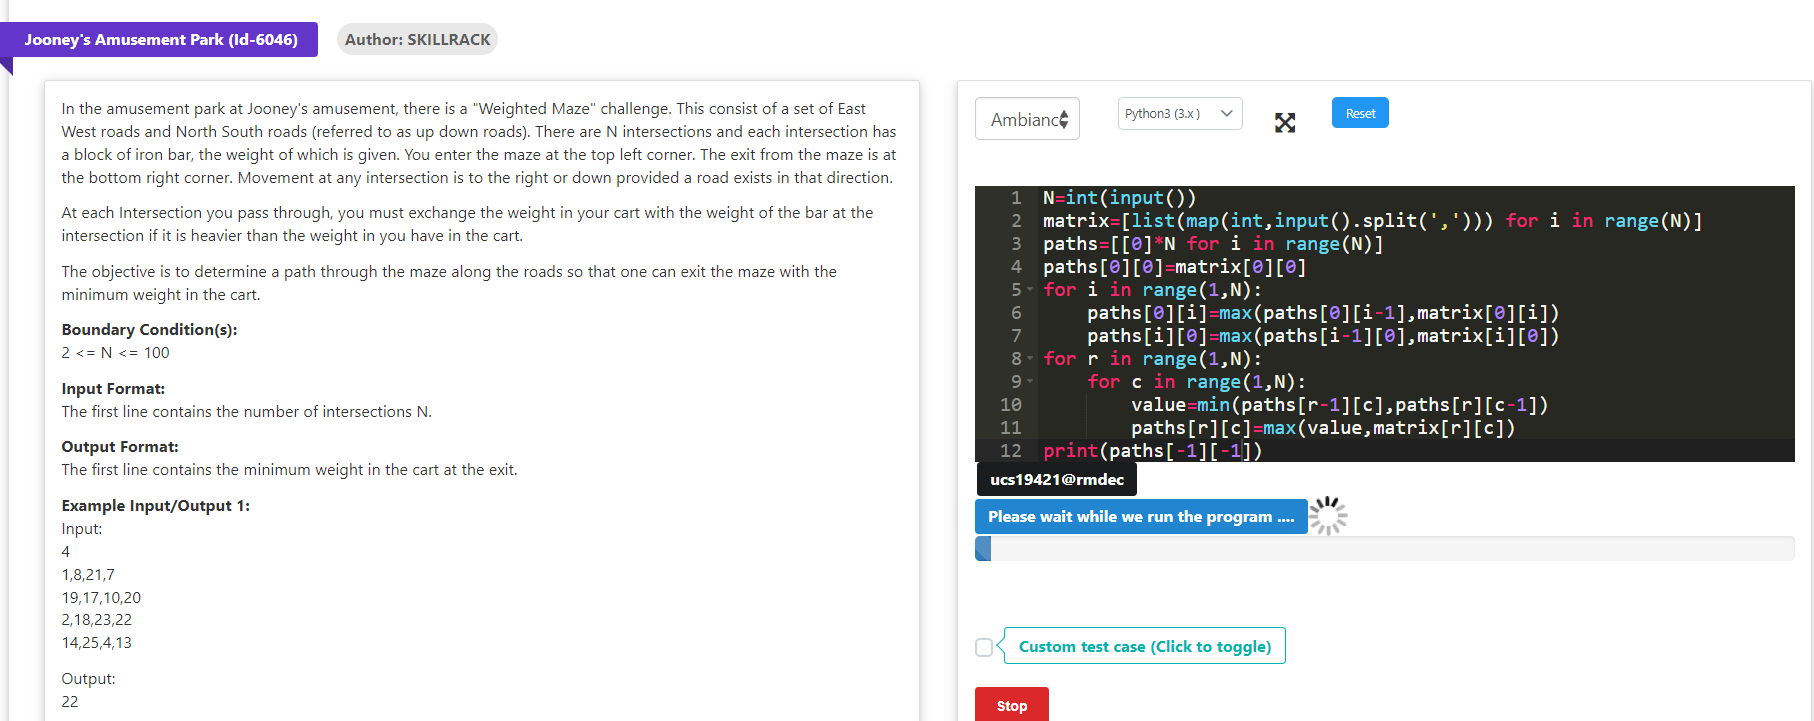 Jooney's Amusement Park (Id-6046)
Author: SKILLRACK
In the amusement park at Jooney's amusement, there is a "Weighted Maze" challenge. This consist of a set of East
West roads and North South roads (referred to as up down roads). There are N intersections and each intersection has
a block of iron bar, the weight of which is given. You enter the maze at the top left corner. The exit from the maze is at
the bottom right corner. Movement at any intersection is to the right or down provided a road exists in that direction.
At each Intersection you pass through, you must exchange the weight in your cart with the weight of the bar at the
intersection if it is heavier than the weight in you have in the cart.
The objective is to determine a path through the maze along the roads so that one can exit the maze with the
minimum weight in the cart.
Boundary Condition(s):
2 <= N <= 100
Input Format:
The first line contains the number of intersections N.
Output Format:
The first line contains the minimum weight in the cart at the exit.
Example Input/Output 1:
Input:
4
1,8,21,7
19,17,10,20
2,18,23,22
14,25,4,13
Output:
22
Ambianc
Python3 (3.x)
Reset
1 N=int(input())
2 matrix=[list(map(int,input().split(','))) for i in range(N)]
3 paths=[[0]*N for i in range(N)]
4 paths[0][0]=matrix[0][0]
5 for i in range(1,N):
6     paths[0][i]=max(paths[0][i-1],matrix[0][i])
7     paths[i][0]=max(paths[i-1][0],matrix[i][0])
8 for r in range(1,N):
9     for c in range(1,N):
10         value=min(paths[r-1][c],paths[r][c-1])
11         paths[r][c]=max(value,matrix[r][c])
12 print(paths[-1][-1])
ucs19421@rmdec
Please wait while we run the program ....
Custom test case (Click to toggle)
Stop